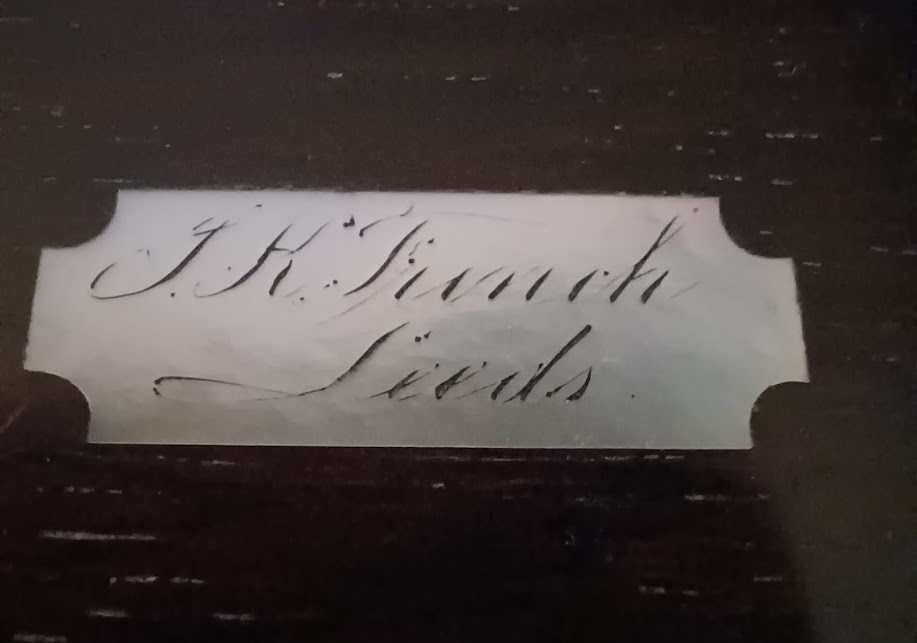 J. K. French
Leeds.